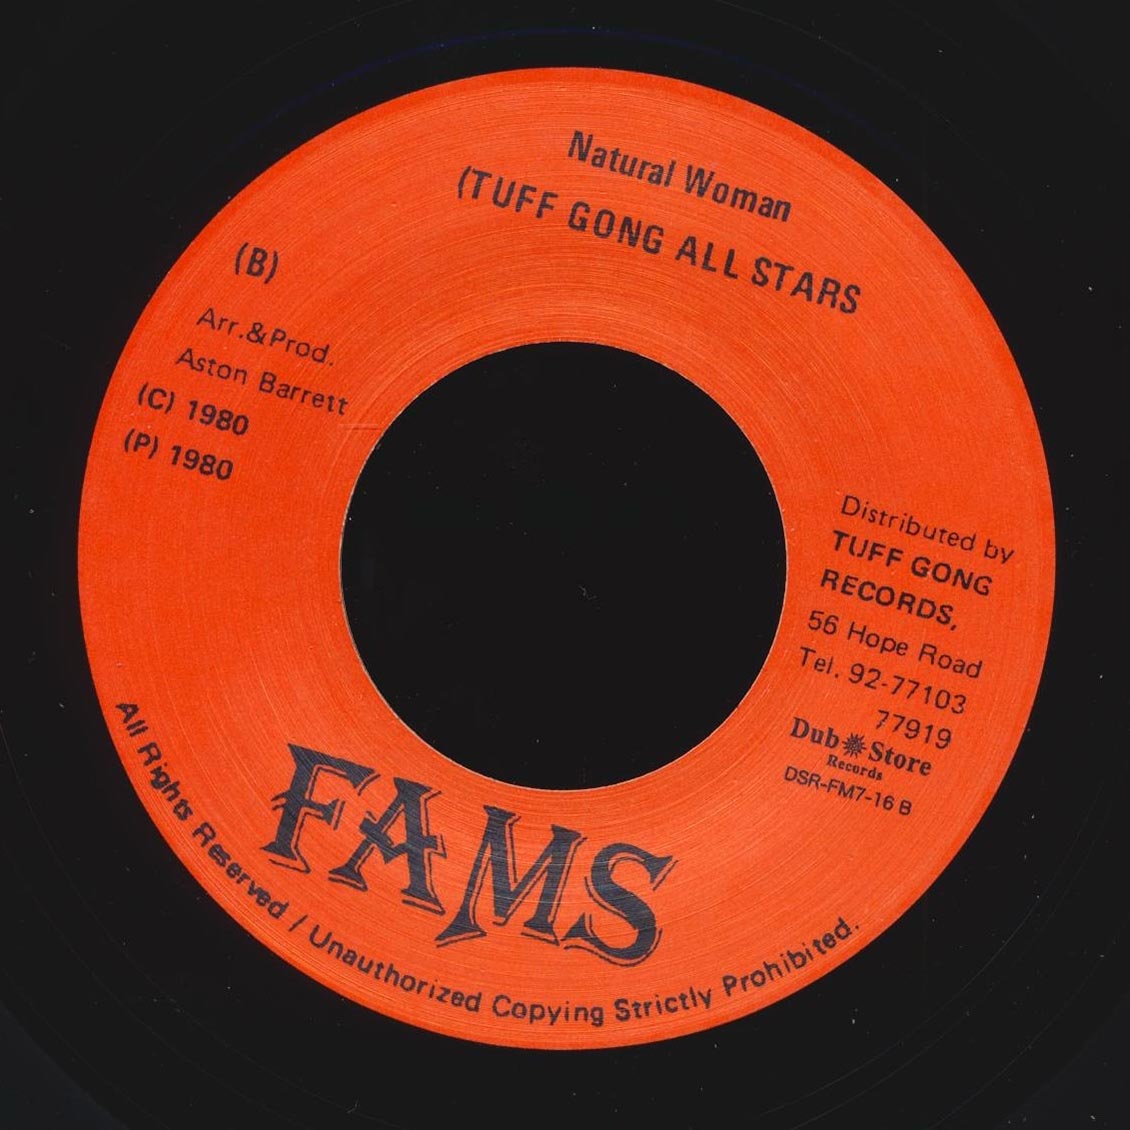 Natural Woman
(TUFF GONG ALL STARS
(B)
Arr.&Prod.
Aston Barrett
(C) 1980
(P) 1980
Distributed by
TUFF GONG
RECORDS,
56 Hope Road
Tel. 92-77103
77919
Dub Store
Records
DSR-FM7-16 B
FAMS
All Rights Reserved / Unauthorized Copying Strictly Prohibited.